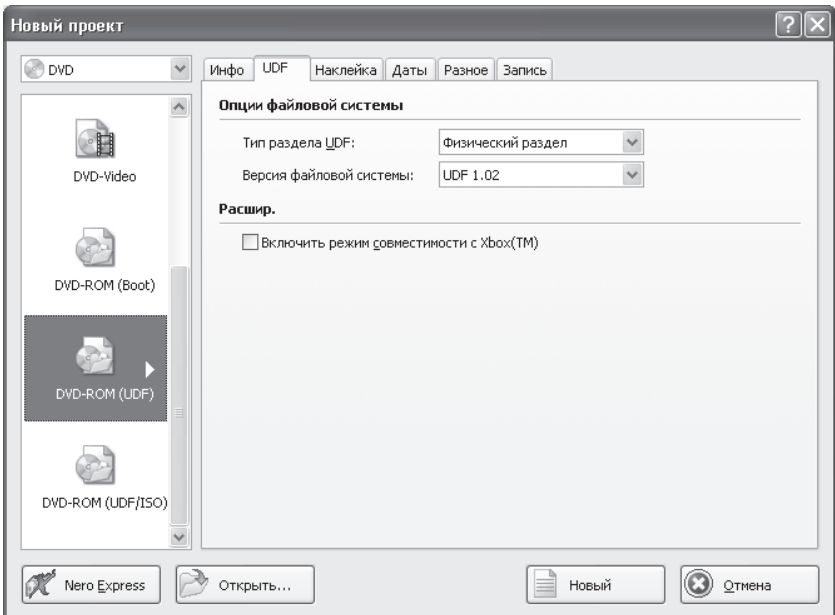 Новый проект
DVD
DVD-Video
DVD-ROM (Boot)
DVD-ROM (UDF)
DVD-ROM (UDF/ISO)
Инфо UDF Наклейка Даты Разное Запись
Опции файловой системы
Тип раздела UDF: Физический раздел
Версия файловой системы: UDF 1.02
Расшир.
Включить режим совместимости с Xbox(TM)
Nero Express Открыть... Новый Отмена